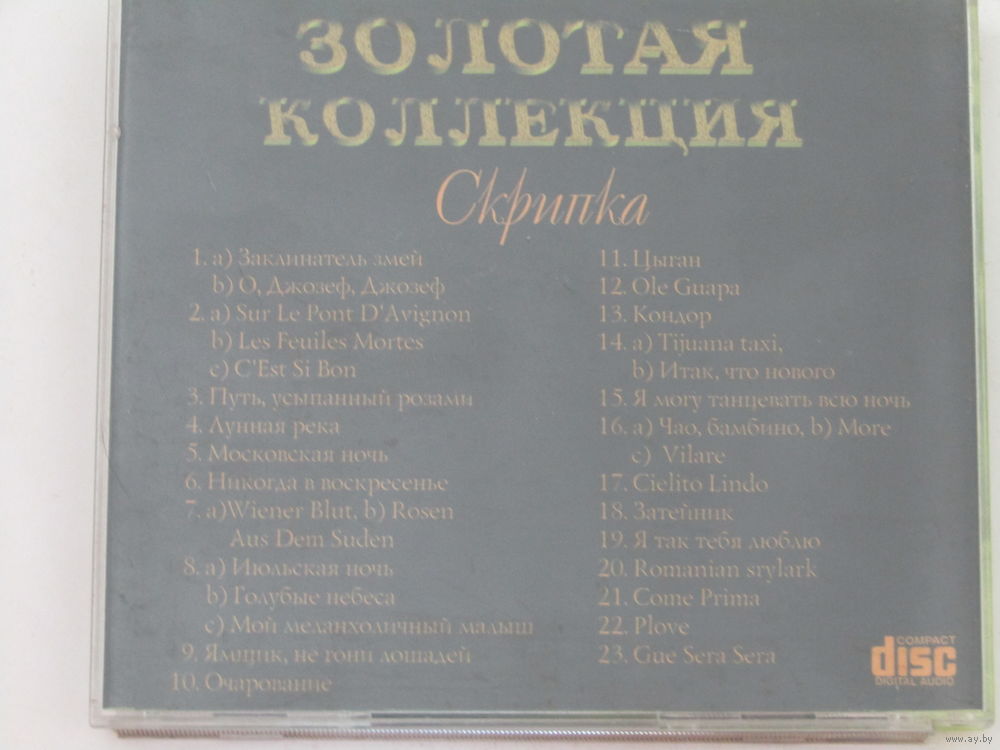 ЗОЛОТАЯ
КОЛЛЕКЦИЯ
Скрипка
1. a) Заклинатель змей
b) О, Джозеф, Джозеф
2. a) Sur Le Pont D'Avignon
b) Les Feuiles Mortes
c) C'Est Si Bon
3. Путь, усыпанный розами
4. Лунная река
5. Московская ночь
6. Никогда в воскресенье
7. a)Wiener Blut, b) Rosen
Aus Dem Suden
8. a) Июльская ночь
b) Голубые небеса
c) Мой меланхоличный малыш
9. Ямщик, не гони лошадей
10. Очарование
11. Цыган
12. Ole Guapa
13. Кондор
14. a) Tijuana taxi,
b) Итак, что нового
15. Я могу танцевать всю ночь
16. a) Чао, бамбино, b) More
c) Vilare
17. Cielito Lindo
18. Затейник
19. Я так тебя люблю
20. Romanian srylark
21. Come Prima
22. Plove
23. Gue Sera Sera
COMPACT
disc
DIGITAL AUDIO
www.ay.by